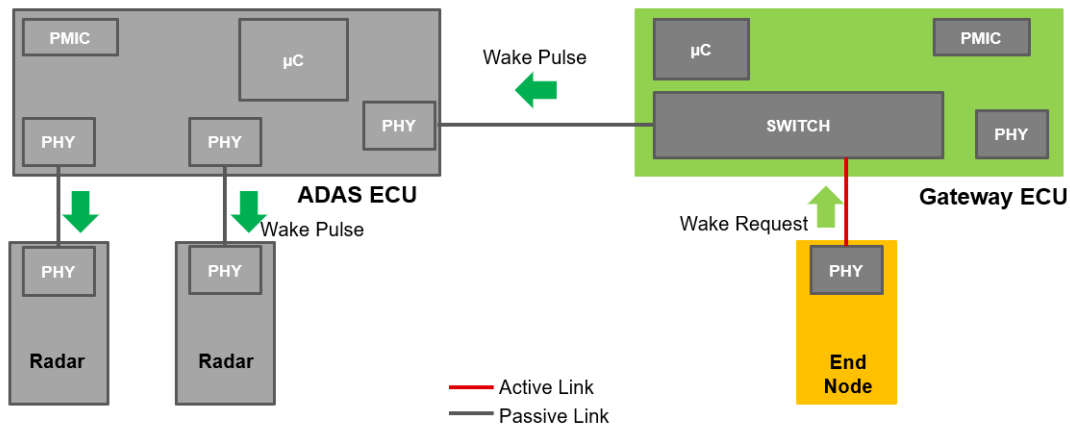 PMIC
µC
PHY
PHY
PHY
ADAS ECU
Wake Pulse
µC
PMIC
SWITCH
PHY
Gateway ECU
Wake Pulse
Wake Request
PHY
Radar
PHY
Radar
PHY
End
Node
Active Link
Passive Link